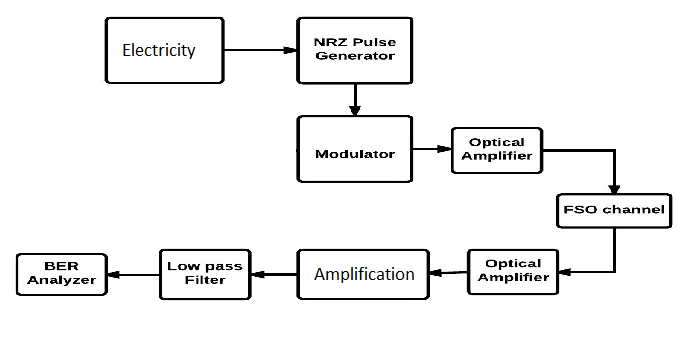 Electricity
NRZ Pulse
Generator
Modulator
Optical
Amplifier
FSO channel
Optical
Amplifier
Amplification
Low pass
Filter
BER
Analyzer